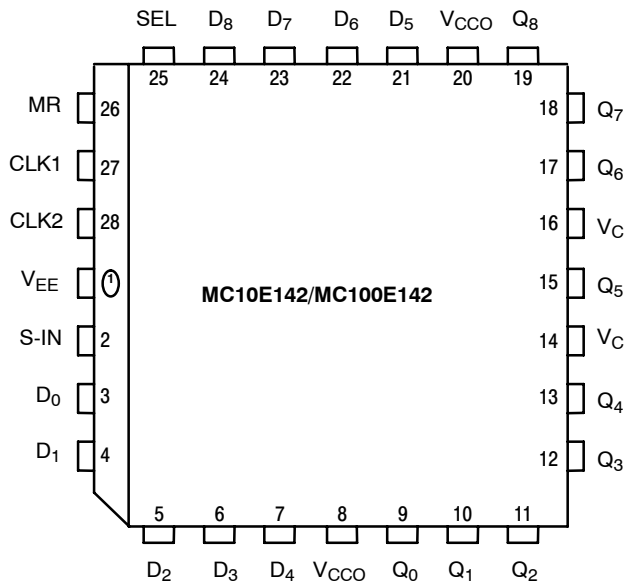 SEL D8 D7 D6 D5 VCCO Q8
25 24 23 22 21 20 19
MR 26 18 Q7
CLK1 27 17 Q6
CLK2 28 16 VC
VEE 1 MC10E142/MC100E142 15 Q5
S-IN 2 14 VC
D0 3 13 Q4
D1 4 12 Q3
5 6 7 8 9 10 11
D2 D3 D4 VCCO Q0 Q1 Q2